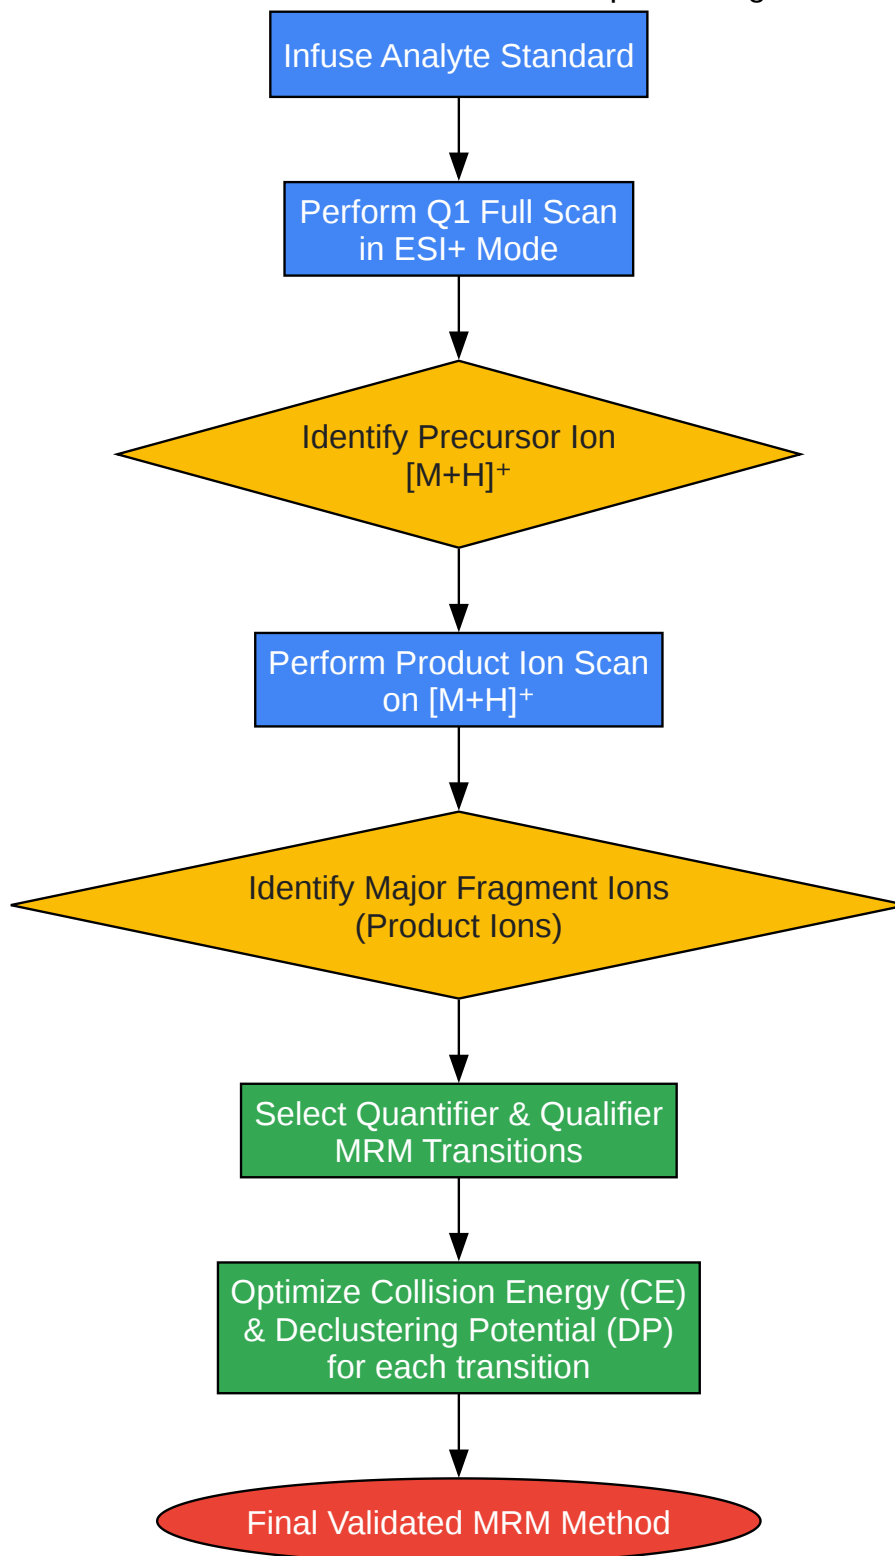 Infuse Analyte Standard
Perform Q1 Full Scan
in ESI+ Mode
Identify Precursor Ion
[M+H]⁺
Perform Product Ion Scan
on [M+H]⁺
Identify Major Fragment Ions
(Product Ions)
Select Quantifier & Qualifier
MRM Transitions
Optimize Collision Energy (CE)
& Declustering Potential (DP)
for each transition
Final Validated MRM Method